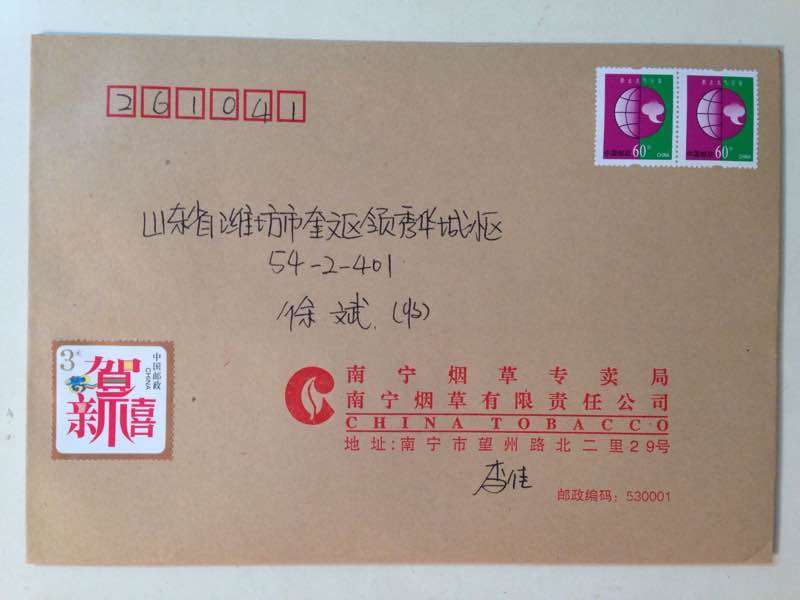 261041
中国邮政 60分 CHINA
中国邮政 60分 CHINA
山东省潍坊市奎文区领秀华城小区
54-2-401
徐斌 (收)
3元
中国邮政
CHINA
贺
新禧
南宁烟草专卖局
南宁烟草有限责任公司
CHINA TOBACCO
地址:南宁市望州路北二里29号
李佳
邮政编码: 530001